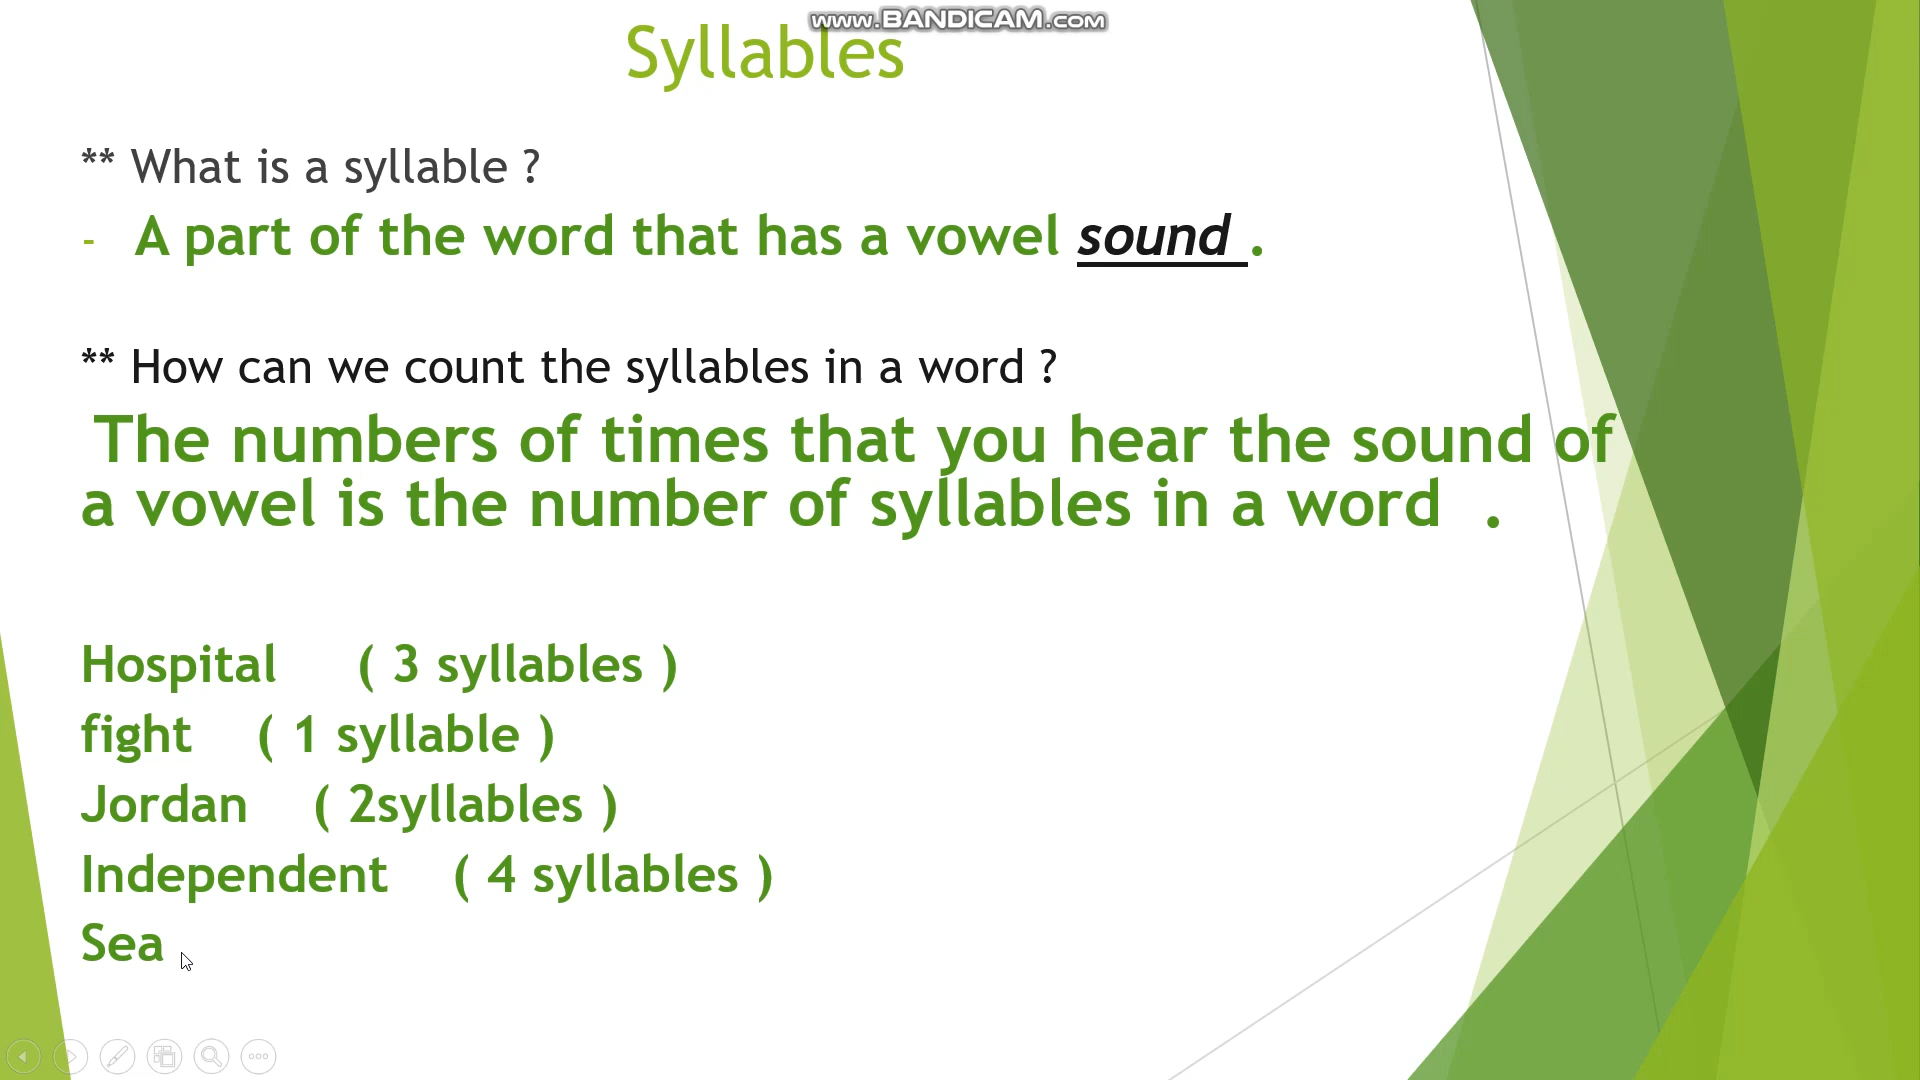 www.BANDICAM.com
Syllables
** What is a syllable ?
- A part of the word that has a vowel sound .
** How can we count the syllables in a word ?
The numbers of times that you hear the sound of
a vowel is the number of syllables in a word .
Hospital ( 3 syllables )
fight ( 1 syllable )
Jordan ( 2syllables )
Independent ( 4 syllables )
Sea